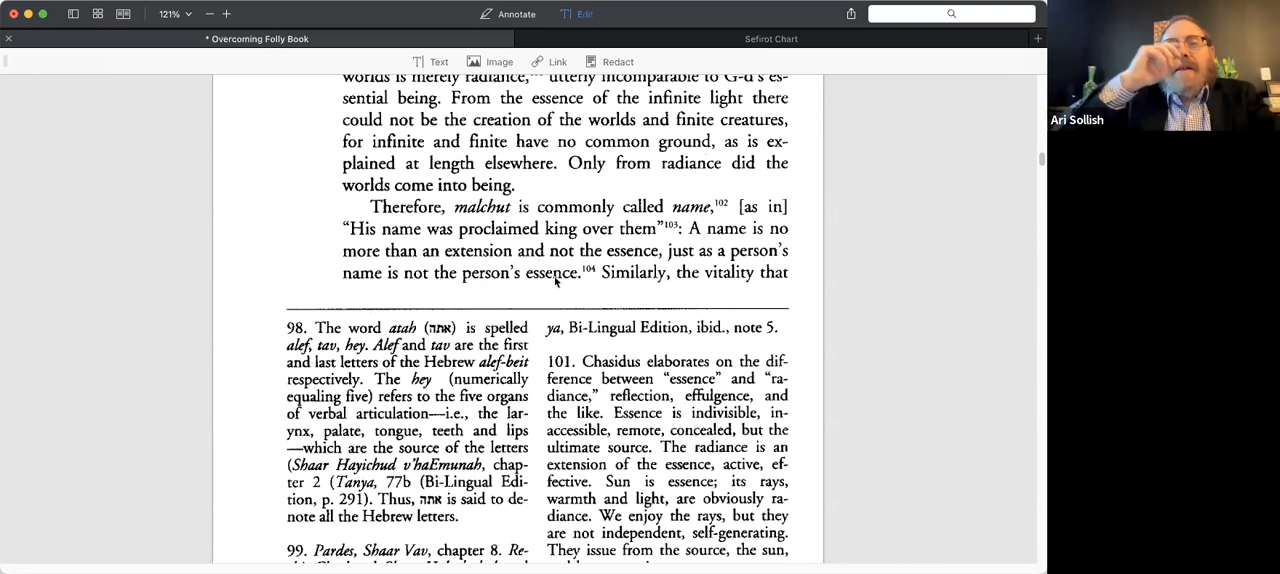 121%
Annotate
Edit
* Overcoming Folly Book
Sefirot Chart
Text
Image
Link
Redact
Ari Sollish
worlds is merely radiance, utterly incomparable to G-d's es-
sential being. From the essence of the infinite light there
could not be the creation of the worlds and finite creatures,
for infinite and finite have no common ground, as is ex-
plained at length elsewhere. Only from radiance did the
worlds come into being.
Therefore, malchut is commonly called name,102 [as in]
“His name was proclaimed king over them”103: A name is no
more than an extension and not the essence, just as a person's
name is not the person's essence.104 Similarly, the vitality that
98. The word atah (אתה) is spelled
alef, tav, hey. Alef and tav are the first
and last letters of the Hebrew alef-beit
respectively. The hey (numerically
equaling five) refers to the five organs
of verbal articulation—i.e., the lar-
ynx, palate, tongue, teeth and lips
—which are the source of the letters
(Shaar Hayichud v'haEmunah, chap-
ter 2 (Tanya, 77b (Bi-Lingual Edi-
tion, p. 291). Thus, אתה is said to de-
note all the Hebrew letters.
99. Pardes, Shaar Vav, chapter 8. Re-
ya, Bi-Lingual Edition, ibid., note 5.
101. Chasidus elaborates on the dif-
ference between “essence” and “ra-
diance,” reflection, effulgence, and
the like. Essence is indivisible, in-
accessible, remote, concealed, but the
ultimate source. The radiance is an
extension of the essence, active, ef-
fective. Sun is essence; its rays,
warmth and light, are obviously ra-
diance. We enjoy the rays, but they
are not independent, self-generating.
They issue from the source, the sun,